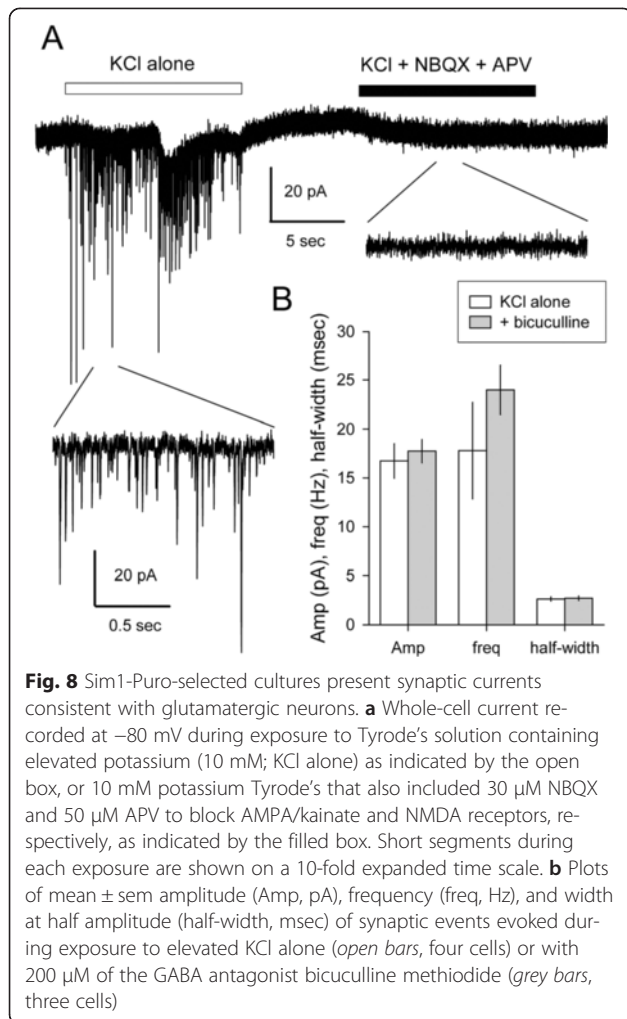 A
KCl alone
KCl + NBQX + APV
20 pA
5 sec
B
KCl alone
+ bicuculline
Amp (pA), freq (Hz), half-width (msec)
30
25
20
15
10
5
0
Amp
freq
half-width
20 pA
0.5 sec
Fig. 8 Sim1-Puro-selected cultures present synaptic currents
consistent with glutamatergic neurons. a Whole-cell current re-
corded at −80 mV during exposure to Tyrode's solution containing
elevated potassium (10 mM; KCl alone) as indicated by the open
box, or 10 mM potassium Tyrode's that also included 30 μM NBQX
and 50 μM APV to block AMPA/kainate and NMDA receptors, re-
spectively, as indicated by the filled box. Short segments during
each exposure are shown on a 10-fold expanded time scale. b Plots
of mean ± sem amplitude (Amp, pA), frequency (freq, Hz), and width
at half amplitude (half-width, msec) of synaptic events evoked dur-
ing exposure to elevated KCl alone (open bars, four cells) or with
200 μM of the GABA antagonist bicuculline methiodide (grey bars,
three cells)